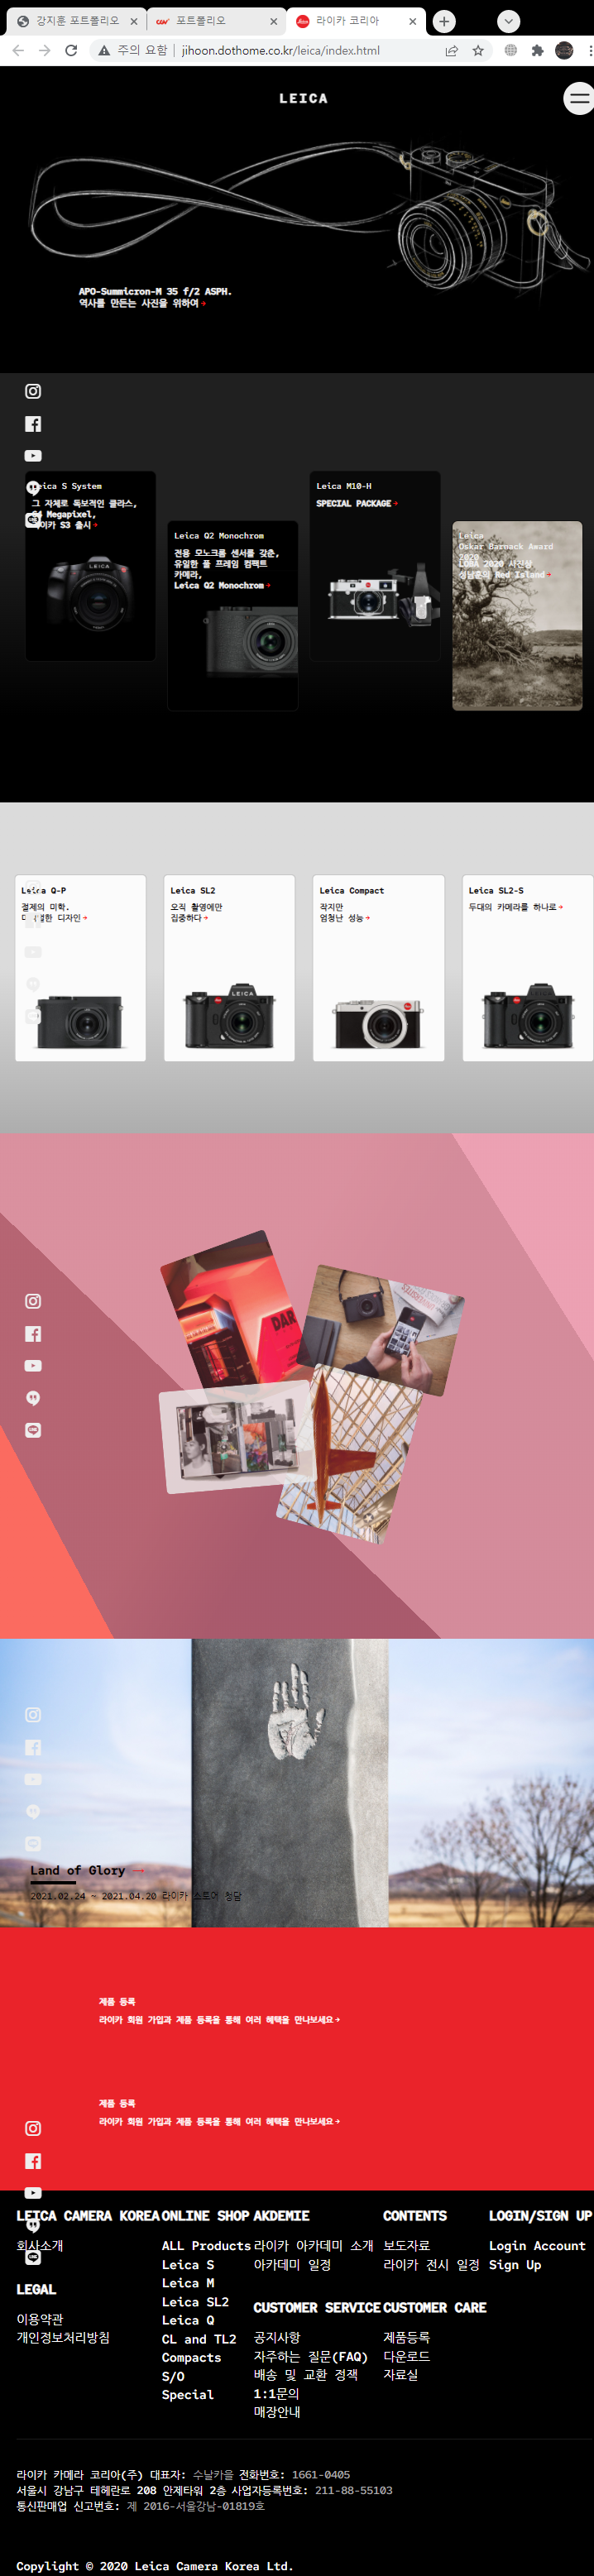 강지훈 포트폴리오
포트폴리오
라이카 코리아
주의 요함
jihoon.dothome.co.kr/leica/index.html
LEICA
APO-Summicron-M 35 f/2 ASPH.
역사를 만든는 사진을 위하여
S System
그 자체로 독보적인 클라스,
Megapixel,
S3 출시
Leica Q2 Monochrom
전용 모노크롬 센서를 갖춘,
유일한 풀 프레임 컴팩트
카메라,
Leica Q2 Monochrom
Leica M10-H
SPECIAL PACKAGE
Leica
Oskar Barnack Award
2020
LOBA 2020 사진상
성남훈의 Red Island
Leica Q-P
절제의 미학.
디자인
Leica SL2
오직 촬영에만
집중하다
Leica Compact
작지만
엄청난 성능
Leica SL2-S
두대의 카메라를 하나로
LEICA
LEICA
DAR
Land of Glory
2021.02.24 ~ 2021.04.20 라이카 스토어 청담
제품 등록
라이카 회원 가입과 제품 등록을 통해 여러 혜택을 만나보세요
제품 등록
라이카 회원 가입과 제품 등록을 통해 여러 혜택을 만나보세요
LEICA CAMERA KOREA
회사소개
LEGAL
이용약관
개인정보처리방침
ONLINE SHOP
ALL Products
Leica S
Leica M
Leica SL2
Leica Q
CL and TL2
Compacts
S/O
Special
AKDEMIE
라이카 아카데미 소개
아카데미 일정
CUSTOMER SERVICE
공지사항
자주하는 질문(FAQ)
배송 및 교환 정책
1:1문의
매장안내
CONTENTS
보도자료
라이카 전시 일정
CUSTOMER CARE
제품등록
다운로드
자료실
LOGIN/SIGN UP
Login Account
Sign Up
라이카 카메라 코리아(주) 대표자: 수날카을 전화번호: 1661-0405
서울시 강남구 테헤란로 208 안제타워 2층 사업자등록번호: 211-88-55103
통신판매업 신고번호: 제 2016-서울강남-01819호
Copylight © 2020 Leica Camera Korea Ltd.